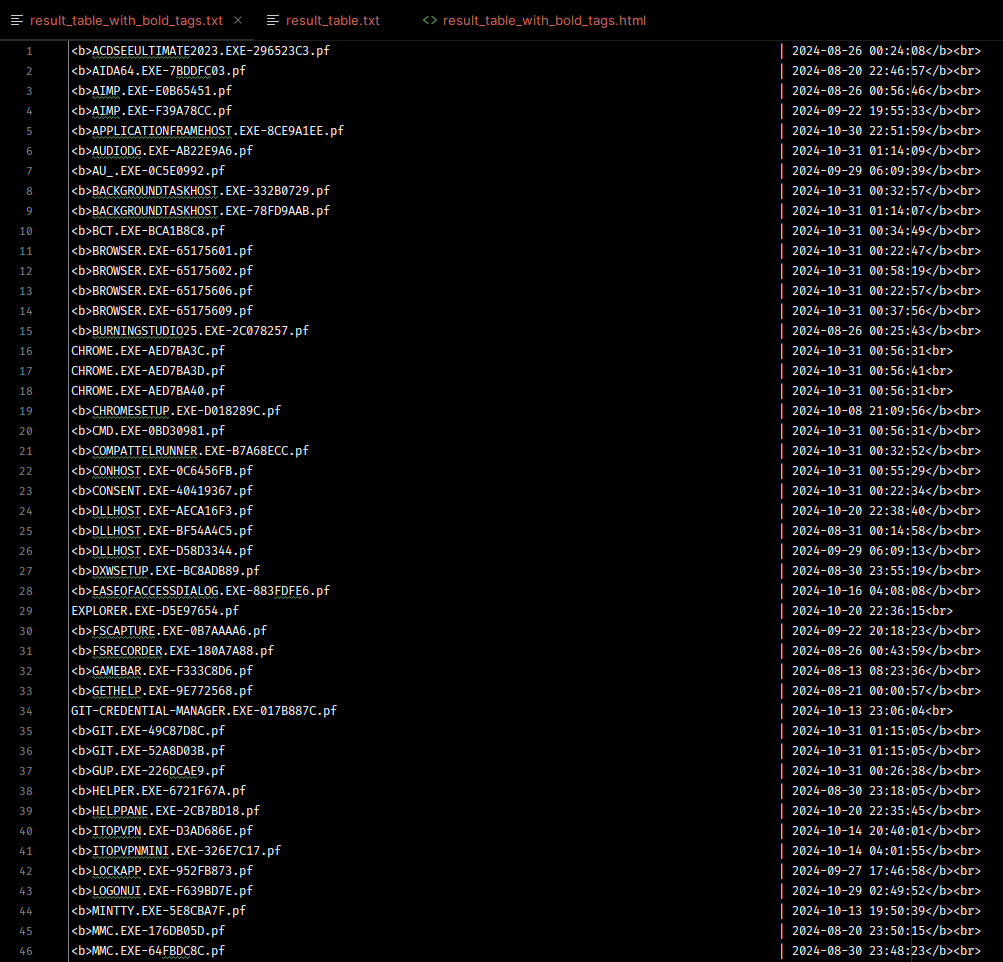 result_table_with_bold_tags.txt × result_table.txt <> result_table_with_bold_tags.html
1 <b>ACDSEEULTIMATE2023.EXE-296523C3.pf | 2024-08-26 00:24:08</b><br>
2 <b>AIDA64.EXE-7BDDFC03.pf | 2024-08-20 22:46:57</b><br>
3 <b>AIMP.EXE-E0B65451.pf | 2024-08-26 00:56:46</b><br>
4 <b>AIMP.EXE-F39A78CC.pf | 2024-09-22 19:55:33</b><br>
5 <b>APPLICATIONFRAMEHOST.EXE-8CE9A1EE.pf | 2024-10-30 22:51:59</b><br>
6 <b>AUDIODG.EXE-AB22E9A6.pf | 2024-10-31 01:14:09</b><br>
7 <b>AU_.EXE-0C5E0992.pf | 2024-09-29 06:09:39</b><br>
8 <b>BACKGROUNDTASKHOST.EXE-332B0729.pf | 2024-10-31 00:32:57</b><br>
9 <b>BACKGROUNDTASKHOST.EXE-78FD9AAB.pf | 2024-10-31 01:14:07</b><br>
10 <b>BCT.EXE-BCA1B8C8.pf | 2024-10-31 00:34:49</b><br>
11 <b>BROWSER.EXE-65175601.pf | 2024-10-31 00:22:47</b><br>
12 <b>BROWSER.EXE-65175602.pf | 2024-10-31 00:58:19</b><br>
13 <b>BROWSER.EXE-65175606.pf | 2024-10-31 00:22:57</b><br>
14 <b>BROWSER.EXE-65175609.pf | 2024-10-31 00:37:56</b><br>
15 <b>BURNINGSTUDIO25.EXE-2C078257.pf | 2024-08-26 00:25:43</b><br>
16 CHROME.EXE-AED7BA3C.pf | 2024-10-31 00:56:31<br>
17 CHROME.EXE-AED7BA3D.pf | 2024-10-31 00:56:41<br>
18 CHROME.EXE-AED7BA40.pf | 2024-10-31 00:56:31<br>
19 <b>CHROMESETUP.EXE-D018289C.pf | 2024-10-08 21:09:56</b><br>
20 <b>CMD.EXE-0BD30981.pf | 2024-10-31 00:56:31</b><br>
21 <b>COMPATTELRUNNER.EXE-B7A68ECC.pf | 2024-10-31 00:32:52</b><br>
22 <b>CONHOST.EXE-0C6456FB.pf | 2024-10-31 00:55:29</b><br>
23 <b>CONSENT.EXE-40419367.pf | 2024-10-31 00:22:34</b><br>
24 <b>DLLHOST.EXE-AECA16F3.pf | 2024-10-20 22:38:40</b><br>
25 <b>DLLHOST.EXE-BF54A4C5.pf | 2024-08-31 00:14:58</b><br>
26 <b>DLLHOST.EXE-D58D3344.pf | 2024-09-29 06:09:13</b><br>
27 <b>DXWSETUP.EXE-BC8ADB89.pf | 2024-08-30 23:55:19</b><br>
28 <b>EASEOFACCESSDIALOG.EXE-883FDFE6.pf | 2024-10-16 04:08:08</b><br>
29 EXPLORER.EXE-D5E97654.pf | 2024-10-20 22:36:15<br>
30 <b>FSCAPTURE.EXE-0B7AAAA6.pf | 2024-09-22 20:18:23</b><br>
31 <b>FSRECORDER.EXE-180A7A88.pf | 2024-08-26 00:43:59</b><br>
32 <b>GAMEBAR.EXE-F333C8D6.pf | 2024-08-13 08:23:36</b><br>
33 <b>GETHELP.EXE-9E772568.pf | 2024-08-21 00:00:57</b><br>
34 GIT-CREDENTIAL-MANAGER.EXE-017B887C.pf | 2024-10-13 23:06:04<br>
35 <b>GIT.EXE-49C87D8C.pf | 2024-10-31 01:15:05</b><br>
36 <b>GIT.EXE-52A8D03B.pf | 2024-10-31 01:15:05</b><br>
37 <b>GUP.EXE-226DCAE9.pf | 2024-10-31 00:26:38</b><br>
38 <b>HELPER.EXE-6721F67A.pf | 2024-08-30 23:18:05</b><br>
39 <b>HELPPANE.EXE-2CB7BD18.pf | 2024-10-20 22:35:45</b><br>
40 <b>ITOPVPN.EXE-D3AD686E.pf | 2024-10-14 20:40:01</b><br>
41 <b>ITOPVPNMINI.EXE-326E7C17.pf | 2024-10-14 04:01:55</b><br>
42 <b>LOCKAPP.EXE-952FB873.pf | 2024-09-27 17:46:58</b><br>
43 <b>LOGONUI.EXE-F639BD7E.pf | 2024-10-29 02:49:52</b><br>
44 <b>MINTTY.EXE-5E8CBA7F.pf | 2024-10-13 19:50:39</b><br>
45 <b>MMC.EXE-176DB05D.pf | 2024-08-20 23:50:15</b><br>
46 <b>MMC.EXE-64FBDC8C.pf | 2024-08-30 23:48:23</b><br>